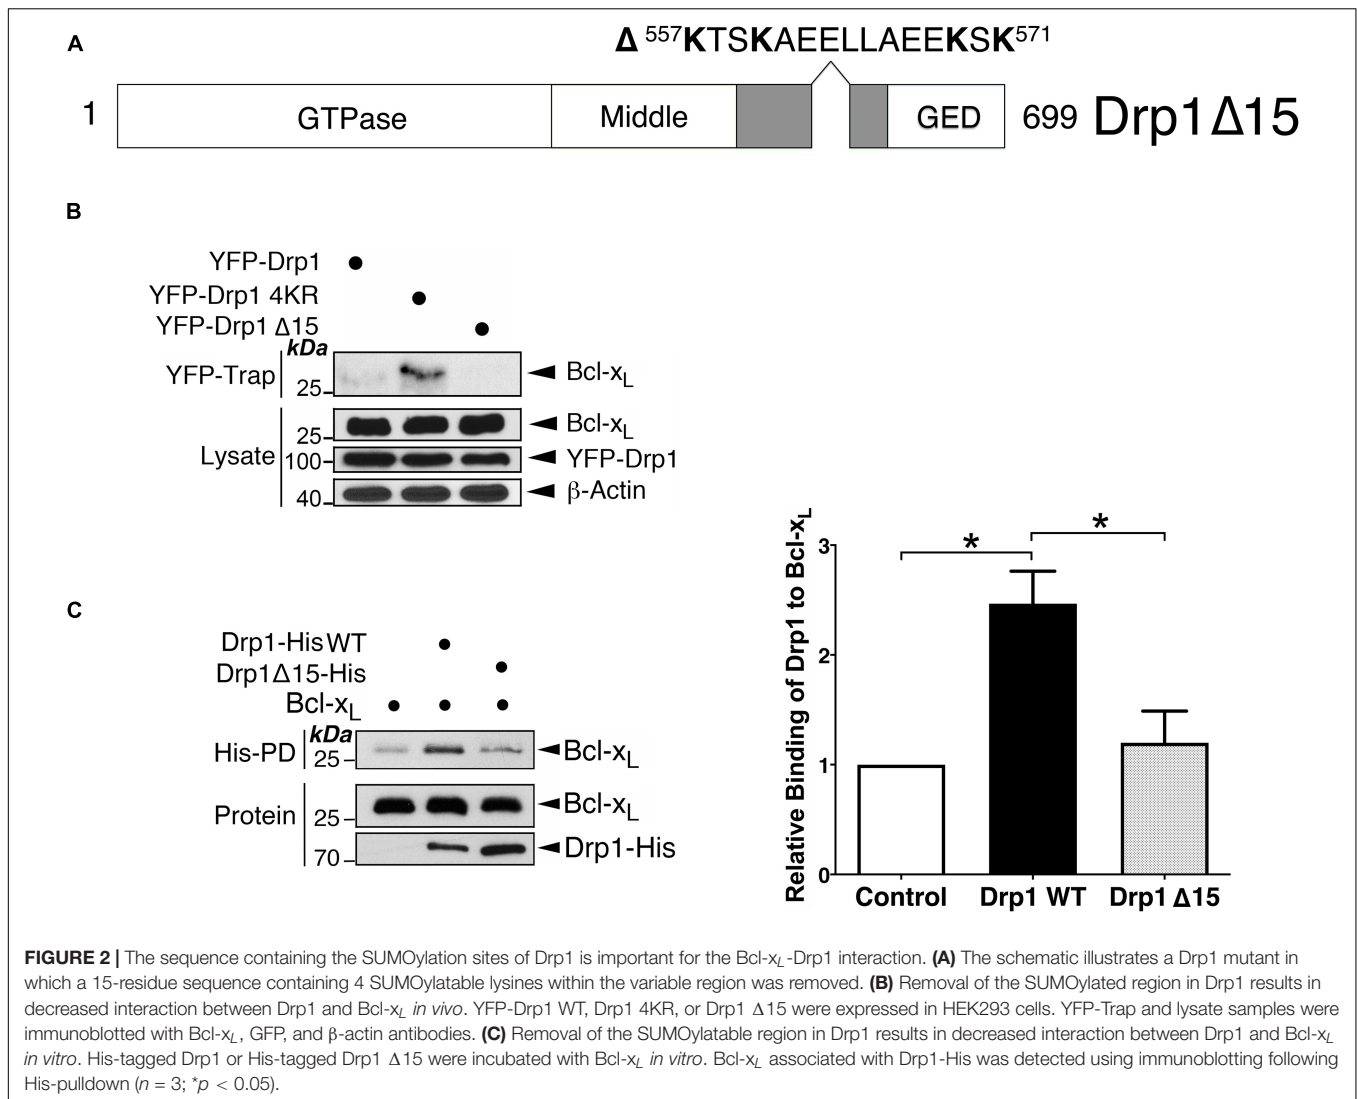 A
Δ 557KTSKAEELLAEEKSK571
1 GTPase Middle GED 699 Drp1Δ15
B
YFP-Drp1 ●
YFP-Drp1 4KR ●
YFP-Drp1 Δ15 ●
kDa
YFP-Trap 25 Bcl-xL
Lysate
25 Bcl-xL
100 YFP-Drp1
40 β-Actin
C
Drp1-His WT ●
Drp1Δ15-His ●
Bcl-xL ● ● ●
kDa
His-PD 25 Bcl-xL
Protein
25 Bcl-xL
70 Drp1-His
Relative Binding of Drp1 to Bcl-xL
3
2
1
0
* *
Control Drp1 WT Drp1 Δ15
FIGURE 2 | The sequence containing the SUMOylation sites of Drp1 is important for the Bcl-xL-Drp1 interaction. (A) The schematic illustrates a Drp1 mutant in
which a 15-residue sequence containing 4 SUMOylatable lysines within the variable region was removed. (B) Removal of the SUMOylated region in Drp1 results in
decreased interaction between Drp1 and Bcl-xL in vivo. YFP-Drp1 WT, Drp1 4KR, or Drp1 Δ15 were expressed in HEK293 cells. YFP-Trap and lysate samples were
immunoblotted with Bcl-xL, GFP, and β-actin antibodies. (C) Removal of the SUMOylatable region in Drp1 results in decreased interaction between Drp1 and Bcl-xL
in vitro. His-tagged Drp1 or His-tagged Drp1 Δ15 were incubated with Bcl-xL in vitro. Bcl-xL associated with Drp1-His was detected using immunoblotting following
His-pulldown (n = 3; *p < 0.05).